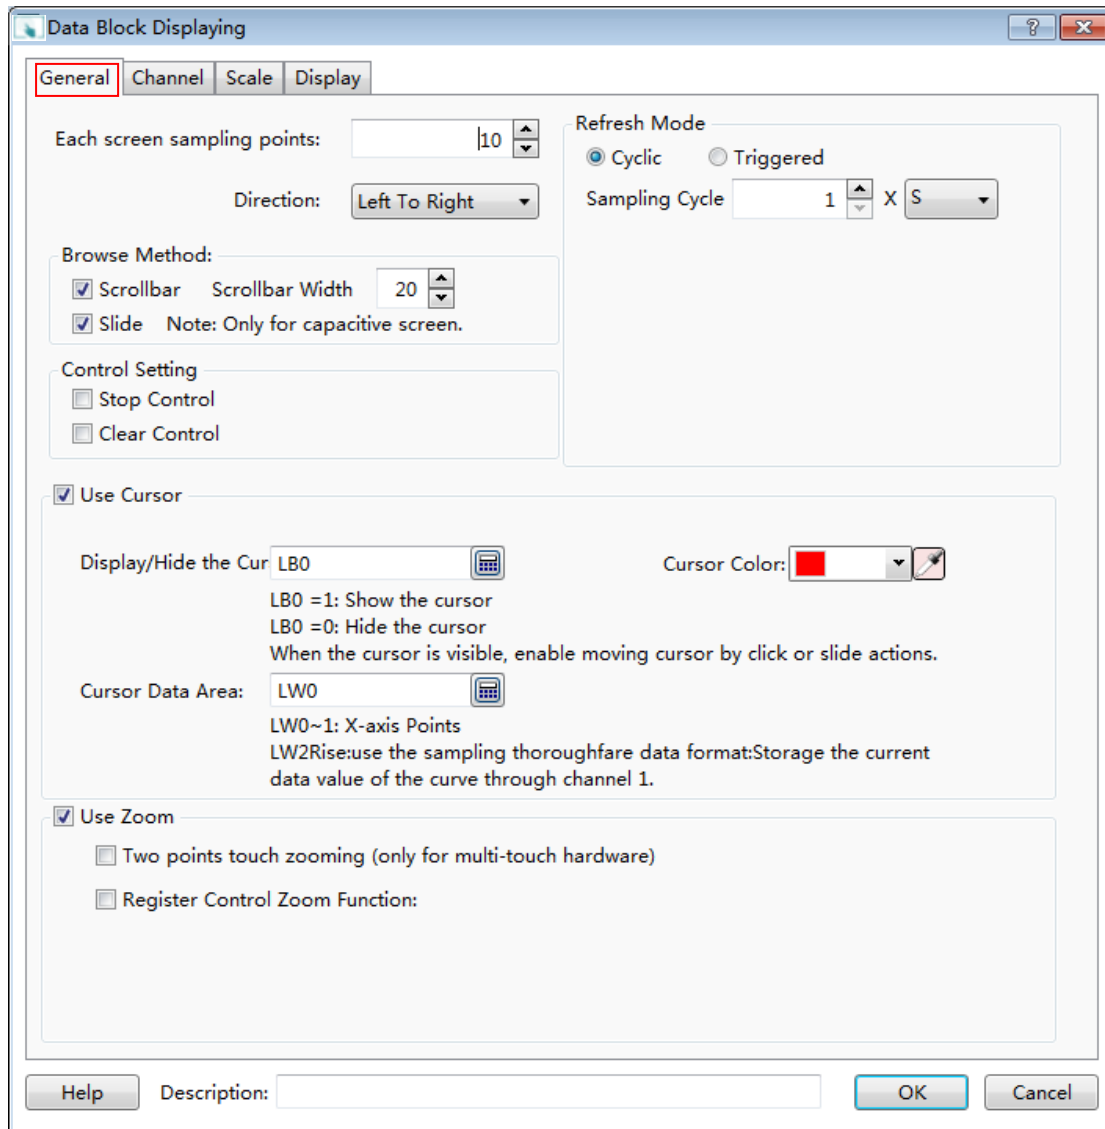 Data Block Displaying
General Channel Scale Display
Each screen sampling points: 10
Direction: Left To Right
Browse Method:
Scrollbar Scrollbar Width 20
Slide Note: Only for capacitive screen.
Control Setting
Stop Control
Clear Control
Refresh Mode
Cyclic Triggered
Sampling Cycle 1 X S
Use Cursor
Display/Hide the Cur LB0 Cursor Color:
LB0 =1: Show the cursor
LB0 =0: Hide the cursor
When the cursor is visible, enable moving cursor by click or slide actions.
Cursor Data Area: LW0
LW0~1: X-axis Points
LW2Rise:use the sampling thoroughfare data format:Storage the current
data value of the curve through channel 1.
Use Zoom
Two points touch zooming (only for multi-touch hardware)
Register Control Zoom Function:
Help Description: OK Cancel